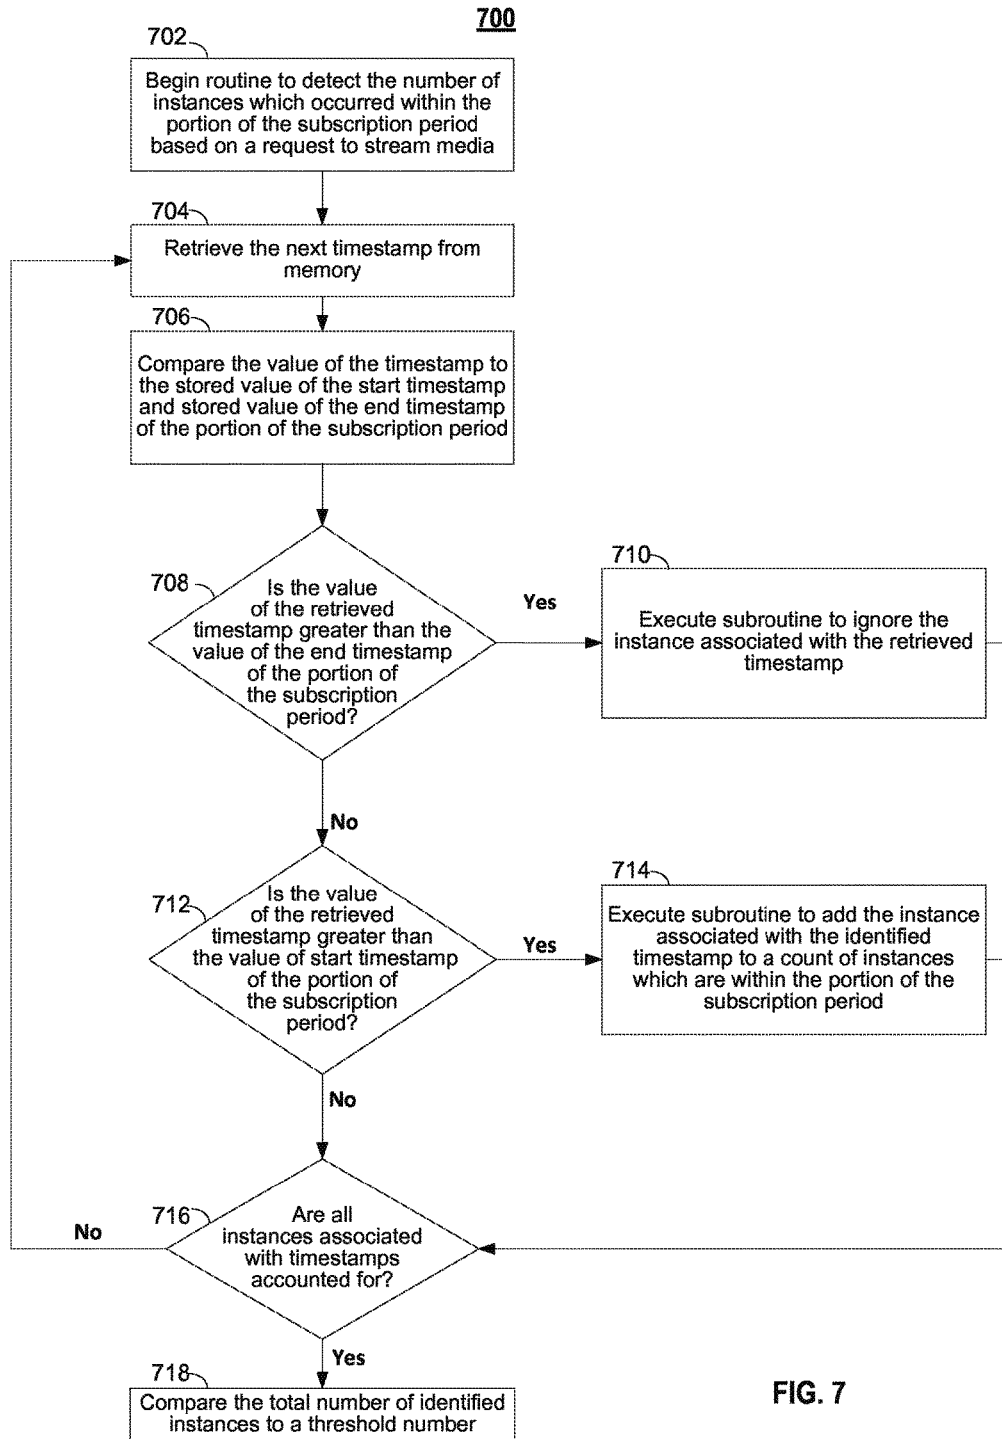 700
702
Begin routine to detect the number of
instances which occurred within the
portion of the subscription period
based on a request to stream media
704
Retrieve the next timestamp from
memory
706
Compare the value of the timestamp to
the stored value of the start timestamp
and stored value of the end timestamp
of the portion of the subscription period
708
Is the value
of the retrieved
timestamp greater than the
value of the end timestamp
of the portion of
the subscription
period?
Yes
710
Execute subroutine to ignore the
instance associated with the retrieved
timestamp
No
712
Is the value
of the retrieved
timestamp greater than
the value of start timestamp
of the portion of
the subscription
period?
Yes
714
Execute subroutine to add the instance
associated with the identified
timestamp to a count of instances
which are within the portion of the
subscription period
No
716
Are all
instances associated
with timestamps
accounted for?
No
Yes
718
Compare the total number of identified
instances to a threshold number
FIG. 7